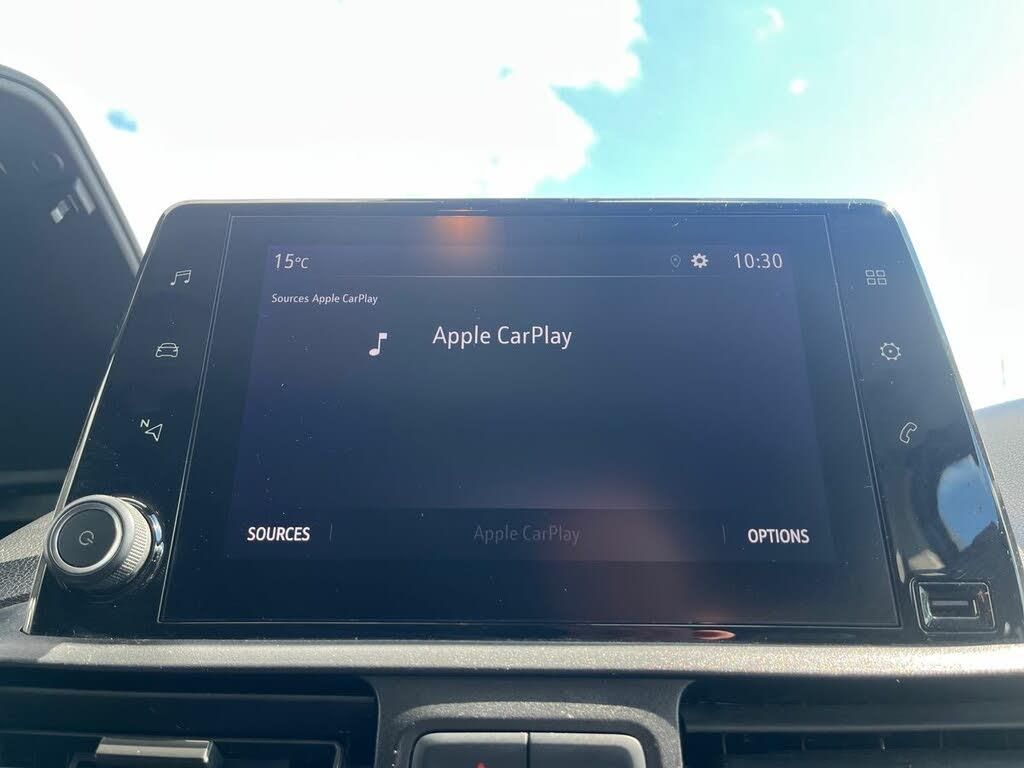 15°C
10:30
Sources Apple CarPlay
Apple CarPlay
N
SOURCES
Apple CarPlay
OPTIONS